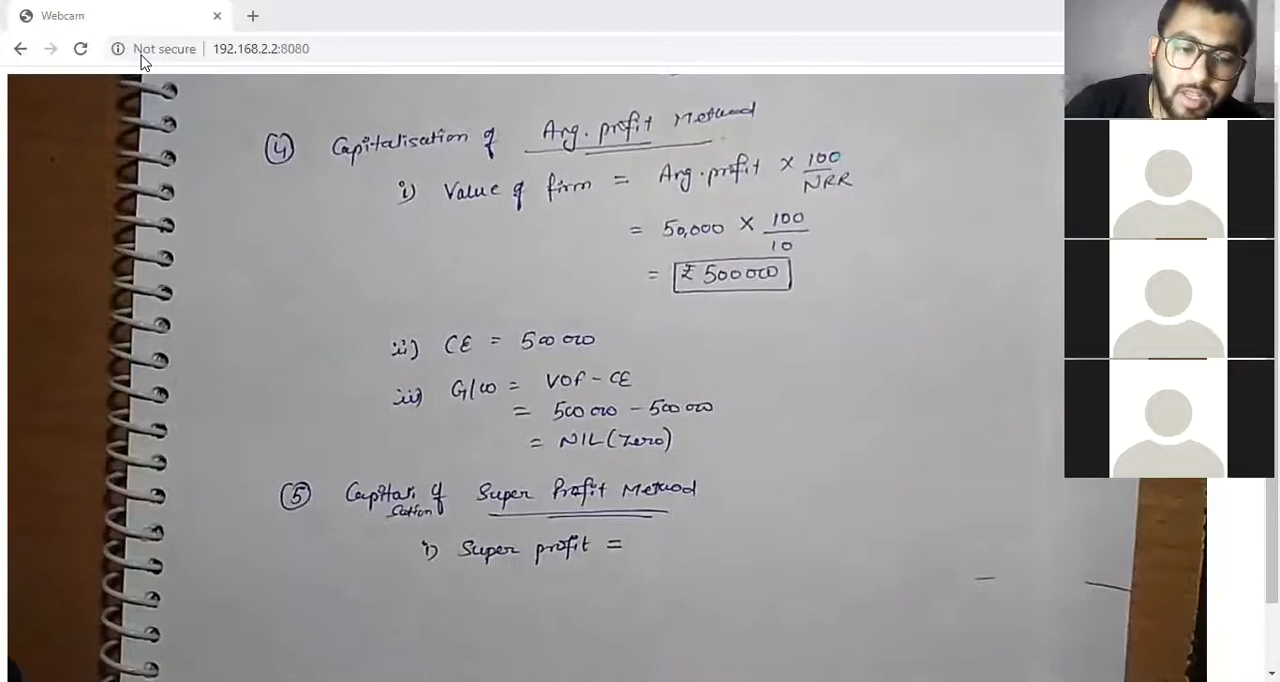 Webcam
Not secure 192.168.2.2:8080
④ Capitalisation of Avg. profit Method
i) Value of firm = Avg. profit × 100/NRR
= 50,000 × 100/10
= ₹ 500000
ii) CE = 500000
iii) G/w = VOF - CE
= 500000 - 500000
= NIL (Zero)
⑤ Capitali of Super Profit Method
sation
i) Super profit =